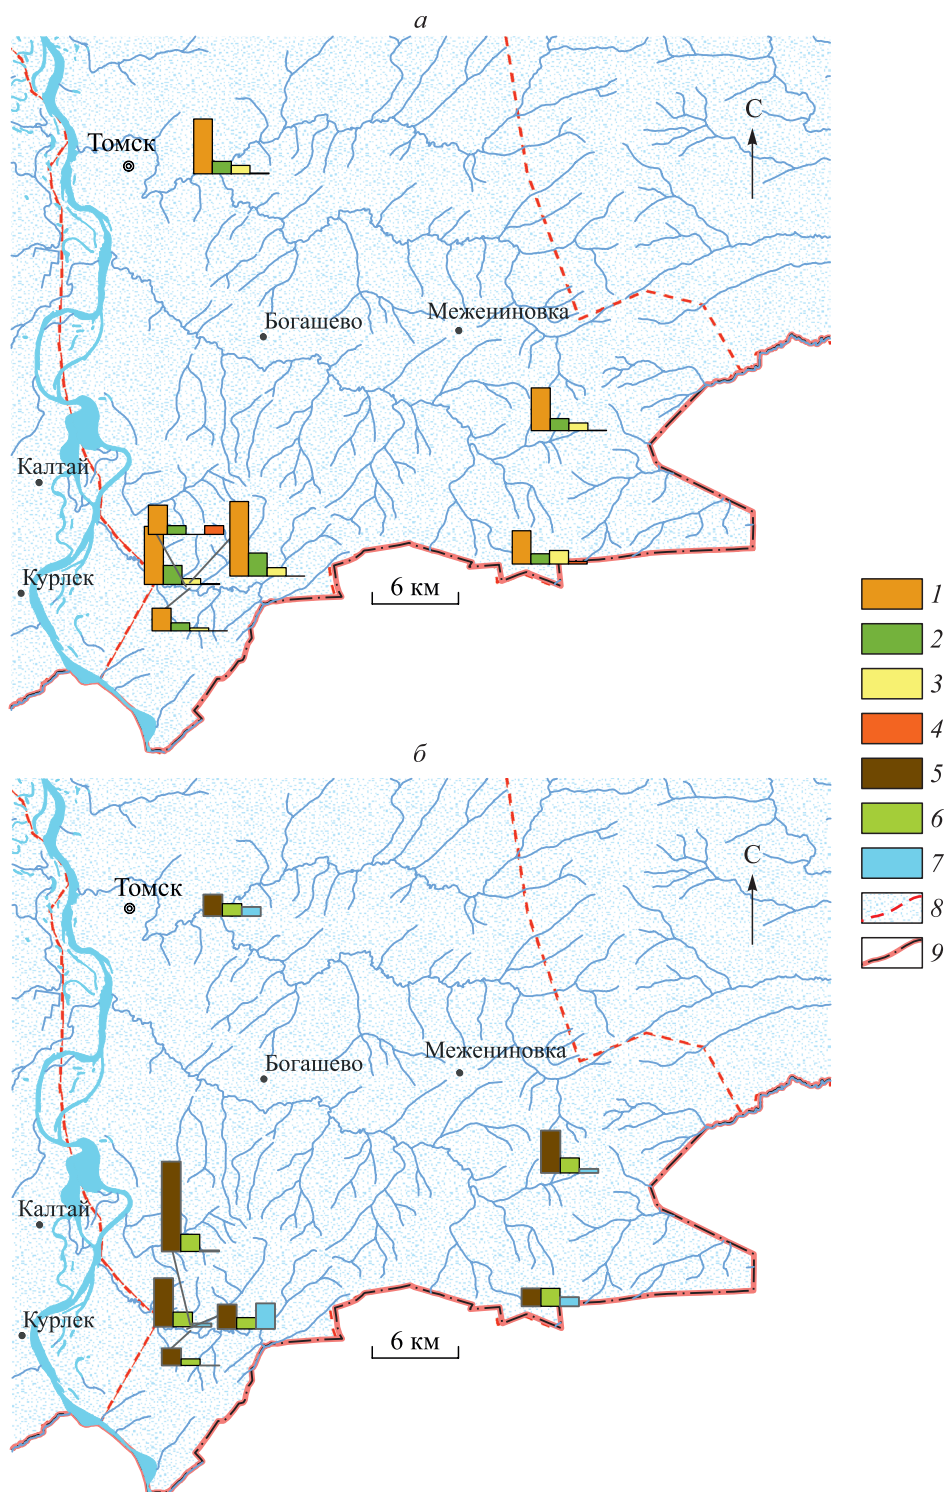 а
С
Томск
Богашево
Межениновка
Калтай
Курлек
6 км
1
2
3
4
5
6
7
8
9
б
С
Томск
Богашево
Межениновка
Калтай
Курлек
6 км